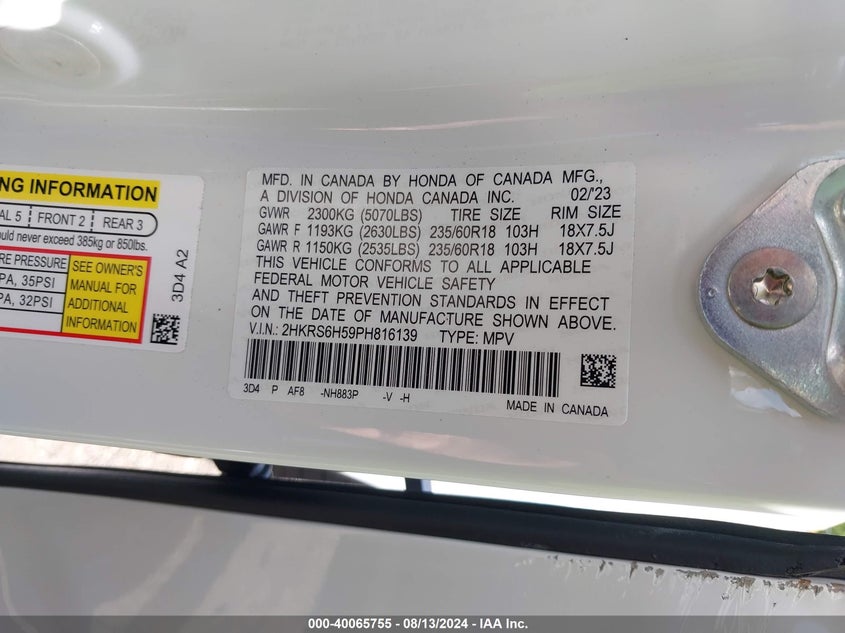 NG INFORMATION
AL 5 FRONT 2 REAR 3
ould never exceed 385kg or 850lbs.
RE PRESSURE
PA, 35PSI
PA, 32PSI
SEE OWNER'S
MANUAL FOR
ADDITIONAL
INFORMATION
3D4 A2
MFD. IN CANADA BY HONDA OF CANADA MFG.,
A DIVISION OF HONDA CANADA INC. 02/'23
GVWR 2300KG (5070LBS) TIRE SIZE RIM SIZE
GAWR F 1193KG (2630LBS) 235/60R18 103H 18X7.5J
GAWR R 1150KG (2535LBS) 235/60R18 103H 18X7.5J
THIS VEHICLE CONFORMS TO ALL APPLICABLE
FEDERAL MOTOR VEHICLE SAFETY
AND THEFT PREVENTION STANDARDS IN EFFECT
ON THE DATE OF MANUFACTURE SHOWN ABOVE.
V.I.N.: 2HKRS6H59PH816139 TYPE: MPV
3D4 P AF8 -NH883P -V -H
MADE IN CANADA
000-40065755 - 08/13/2024 - IAA Inc.